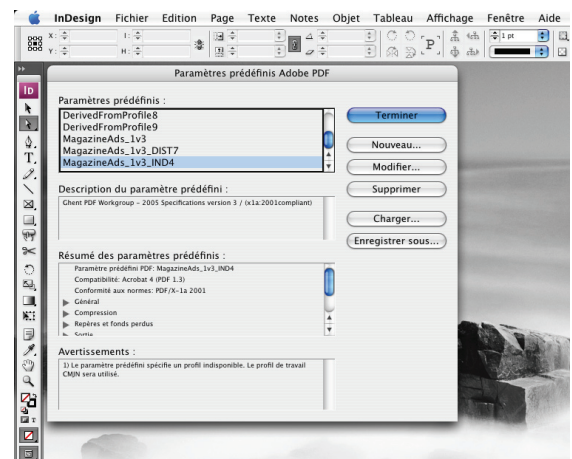 InDesign Fichier Edition Page Texte Notes Objet Tableau Affichage Fenêtre Aide
X: I: 1 pt
Y: H:
Paramètres prédéfinis Adobe PDF
Paramètres prédéfinis :
DerivedFromProfile8
DerivedFromProfile9
MagazineAds_1v3
MagazineAds_1v3_DIST7
MagazineAds_1v3_IND4
Terminer
Nouveau...
Modifier...
Supprimer
Charger...
Enregistrer sous...
Description du paramètre prédéfini :
Ghent PDF Workgroup - 2005 Specifications version 3 / (x1a:2001compliant)
Résumé des paramètres prédéfinis :
Paramètre prédéfini PDF: MagazineAds_1v3_IND4
Compatibilité: Acrobat 4 (PDF 1.3)
Conformité aux normes: PDF/X-1a 2001
Général
Compression
Repères et fonds perdus
Sortie
Avertissements :
1) Le paramètre prédéfini spécifie un profil indisponible. Le profil de travail
CMJN sera utilisé.